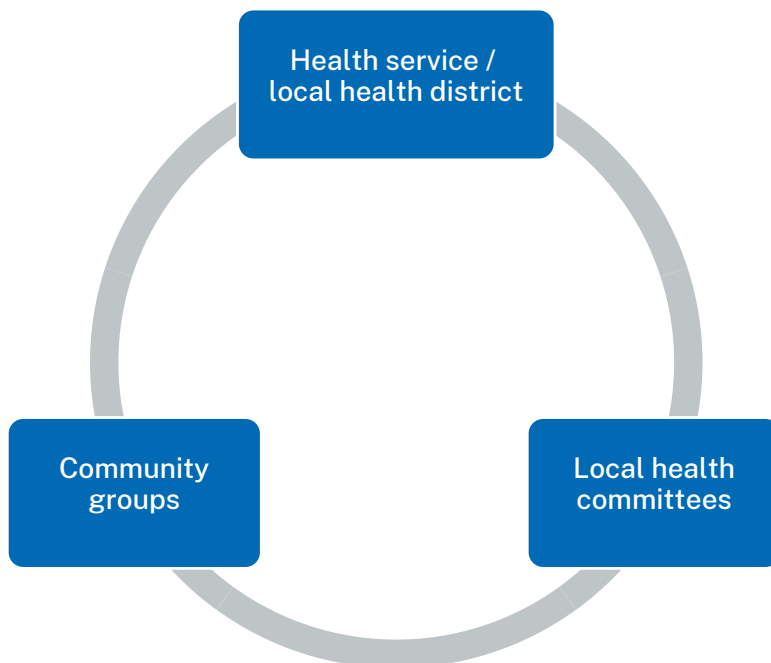 Health service /
local health district
Community
groups
Local health
committees